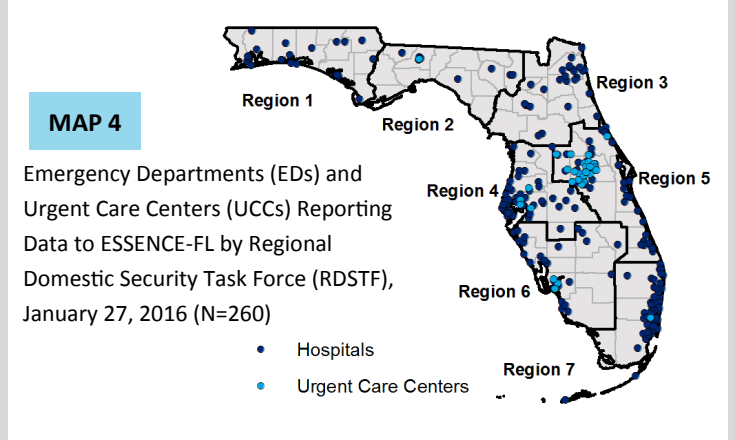 MAP 4
Emergency Departments (EDs) and
Urgent Care Centers (UCCs) Reporting
Data to ESSENCE-FL by Regional
Domestic Security Task Force (RDSTF),
January 27, 2016 (N=260)
Region 1
Region 2
Region 3
Region 4
Region 5
Region 6
Region 7
Hospitals
Urgent Care Centers